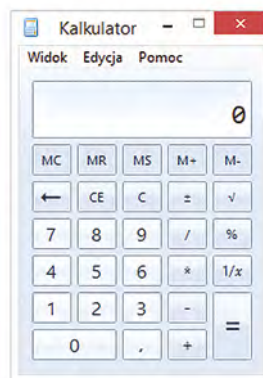 Kalkulator
Widok Edycja Pomoc
0
MC MR MS M+ M-
← CE C ± √
7 8 9 / %
4 5 6 * 1/x
1 2 3 - =
0 , +